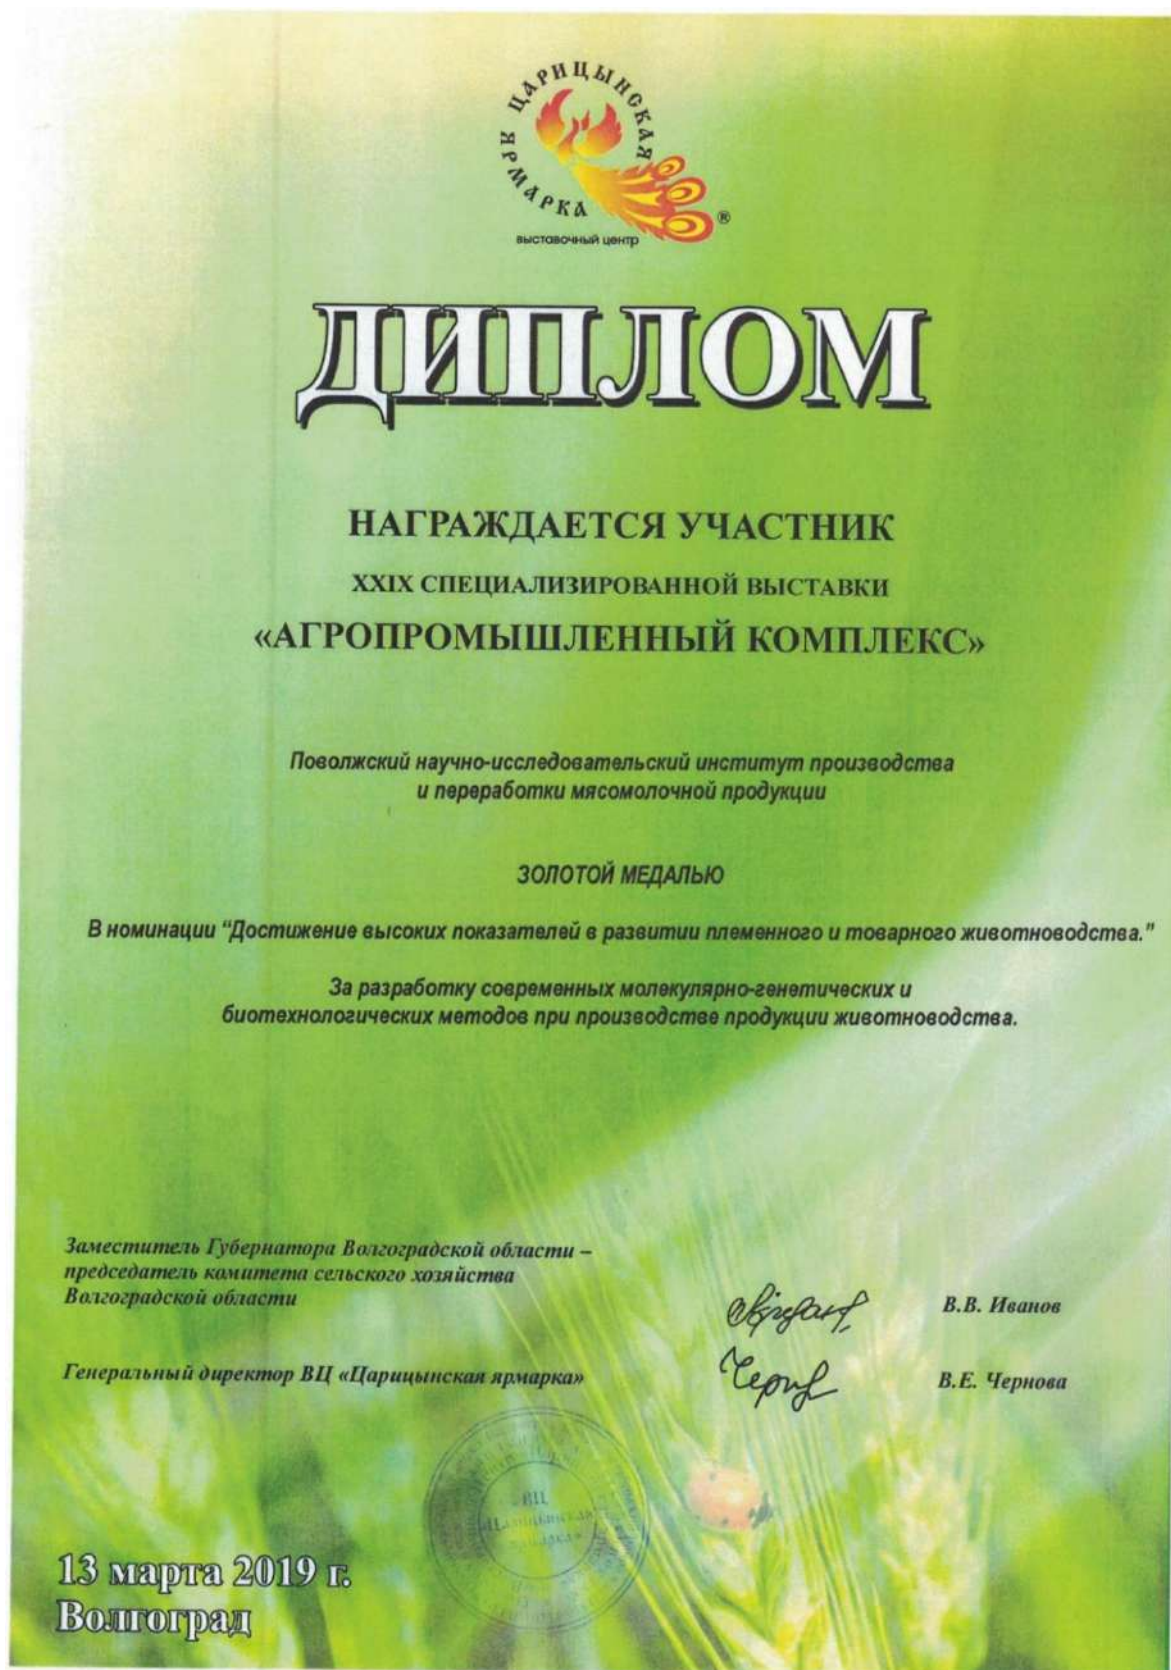 ЦАРИЦЫНСКАЯ
ЯРМАРКА
®
выставочный центр
ДИПЛОМ
НАГРАЖДАЕТСЯ УЧАСТНИК
XXIX СПЕЦИАЛИЗИРОВАННОЙ ВЫСТАВКИ
«АГРОПРОМЫШЛЕННЫЙ КОМПЛЕКС»
Поволжский научно-исследовательский институт производства
и переработки мясомолочной продукции
ЗОЛОТОЙ МЕДАЛЬЮ
В номинации “Достижение высоких показателей в развитии племенного и товарного животноводства.”
За разработку современных молекулярно-генетических и
биотехнологических методов при производстве продукции животноводства.
Заместитель Губернатора Волгоградской области –
председатель комитета сельского хозяйства
Волгоградской области
В.В. Иванов
Генеральный директор ВЦ «Царицынская ярмарка»
В.Е. Чернова
ВЦ
«Царицынская
ярмарка»
13 марта 2019 г.
Волгоград